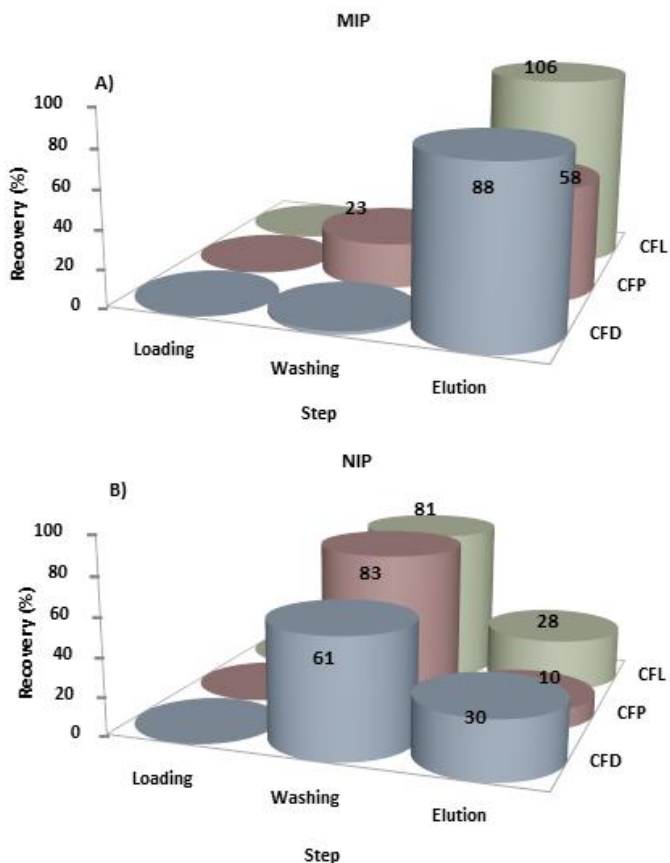 MIP
A)
106
100
80
60
40
20
0
Recovery (%)
23
88
58
CFL
CFP
CFD
Loading
Washing
Elution
Step
NIP
B)
81
100
80
60
40
20
0
Recovery (%)
83
61
28
10
30
CFL
CFP
CFD
Loading
Washing
Elution
Step